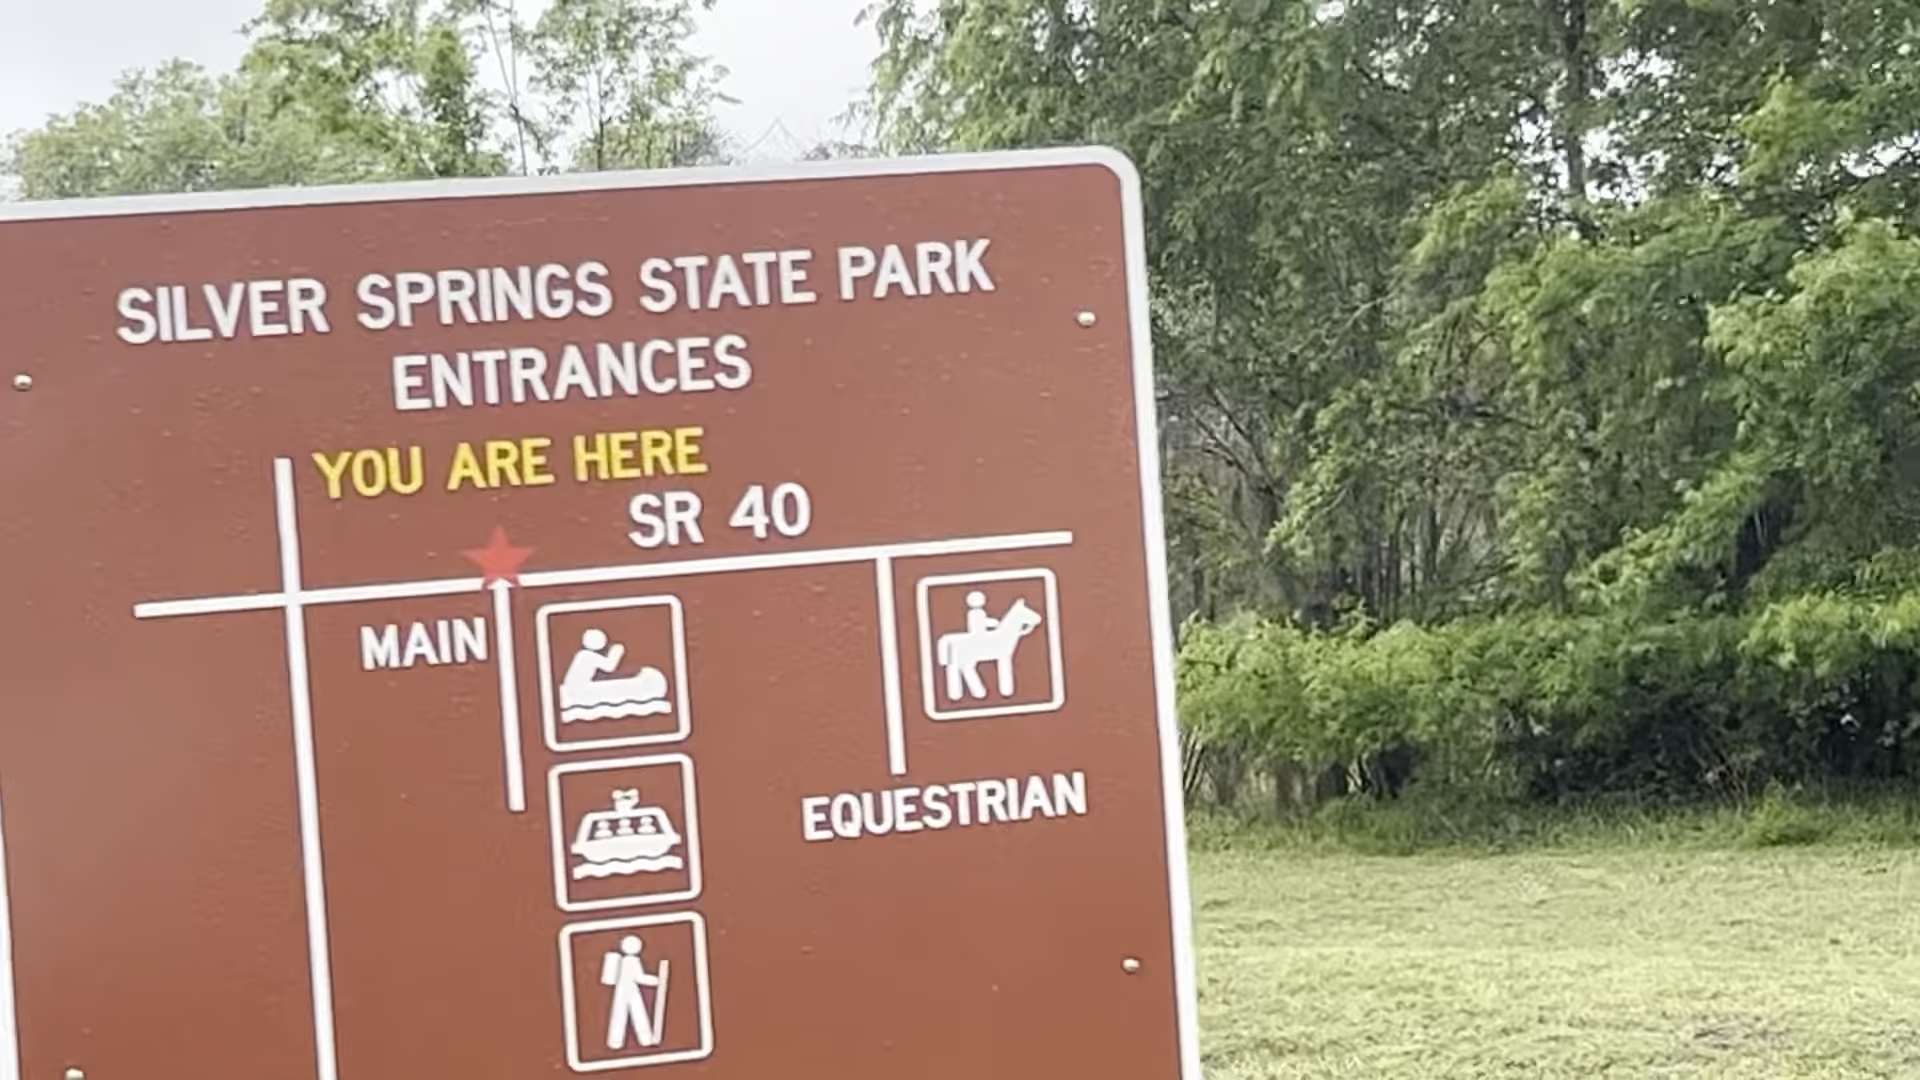 SILVER SPRINGS STATE PARK
ENTRANCES
YOU ARE HERE
SR 40
MAIN
EQUESTRIAN